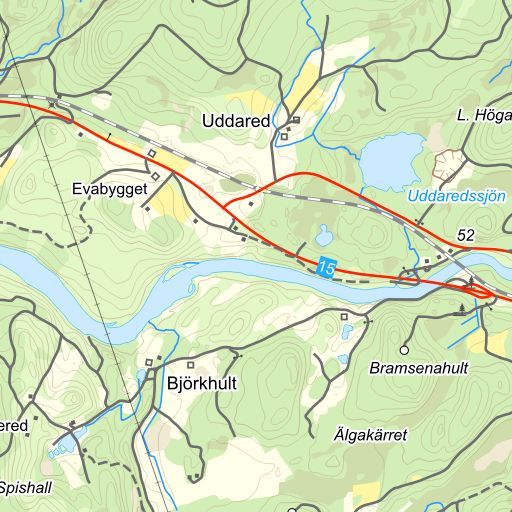 L. Höga
Uddared
Evabygget
Uddaredssjön
52
15
Bramsenahult
Björkhult
ered
Älgakärret
Spishall